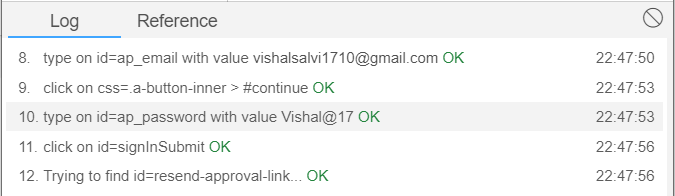 Log Reference
8. type on id=ap_email with value vishalsalvi1710@gmail.com OK 22:47:50
9. click on css=.a-button-inner > #continue OK 22:47:53
10. type on id=ap_password with value Vishal@17 OK 22:47:53
11. click on id=signInSubmit OK 22:47:56
12. Trying to find id=resend-approval-link... OK 22:47:56